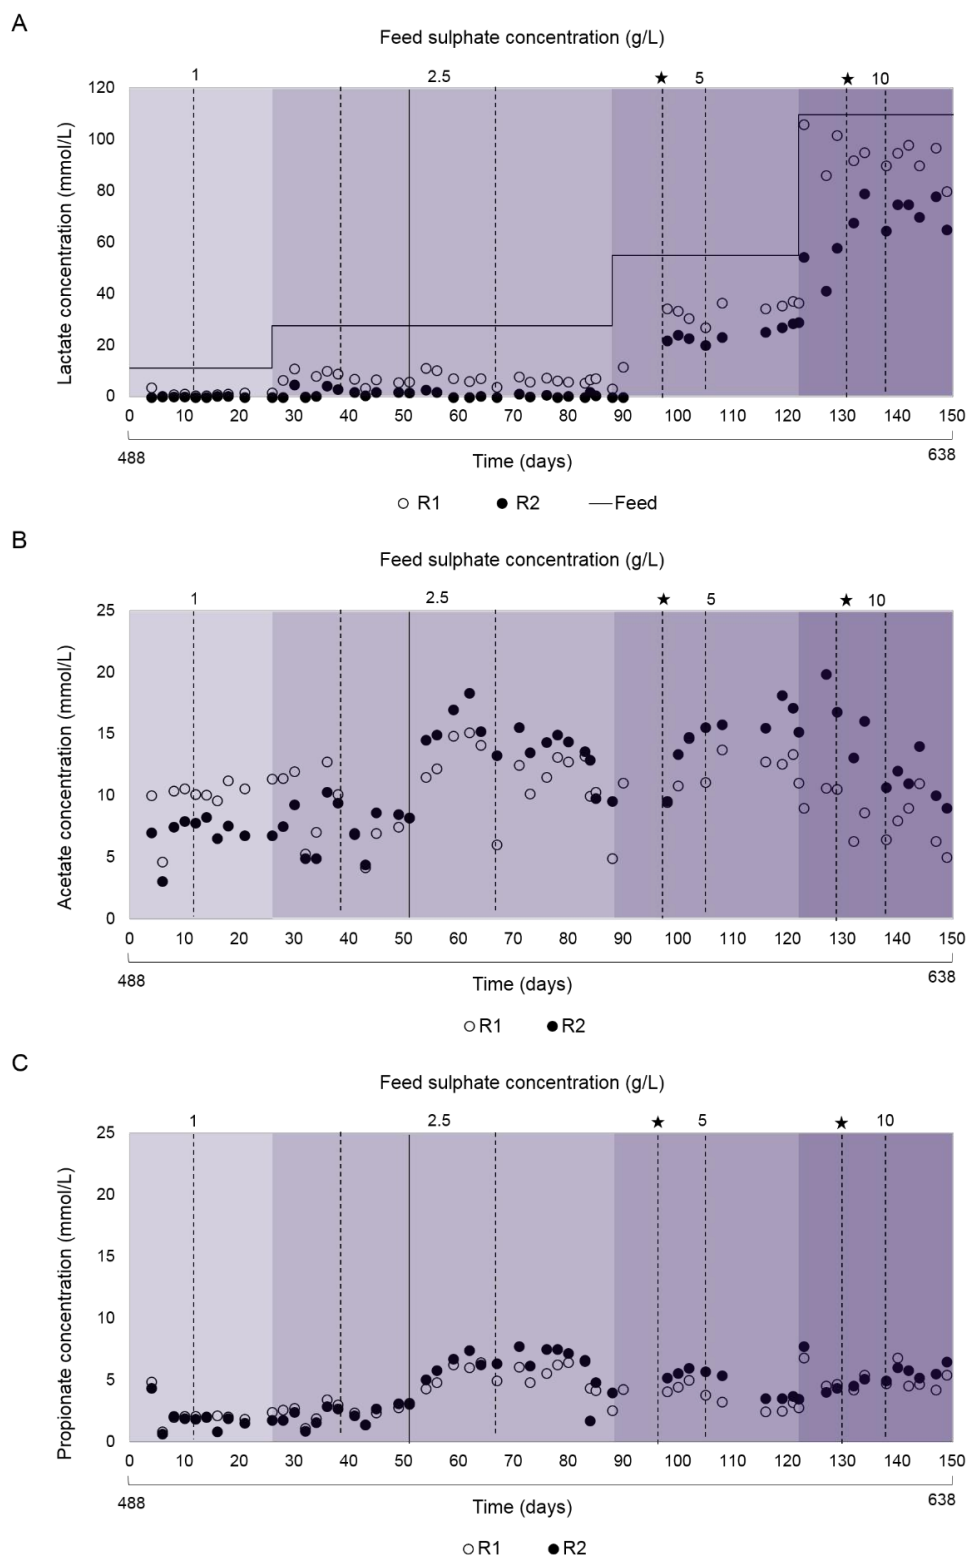 A
Feed sulphate concentration (g/L)
1 2.5 ★ 5 ★ 10
Lactate concentration (mmol/L)
120
100
80
60
40
20
0
0 10 20 30 40 50 60 70 80 90 100 110 120 130 140 150
488 638
Time (days)
R1 R2 Feed
B
Feed sulphate concentration (g/L)
1 2.5 ★ 5 ★ 10
Acetate concentration (mmol/L)
25
20
15
10
5
0
0 10 20 30 40 50 60 70 80 90 100 110 120 130 140 150
488 638
Time (days)
R1 R2
C
Feed sulphate concentration (g/L)
1 2.5 ★ 5 ★ 10
Propionate concentration (mmol/L)
25
20
15
10
5
0
0 10 20 30 40 50 60 70 80 90 100 110 120 130 140 150
488 638
Time (days)
R1 R2